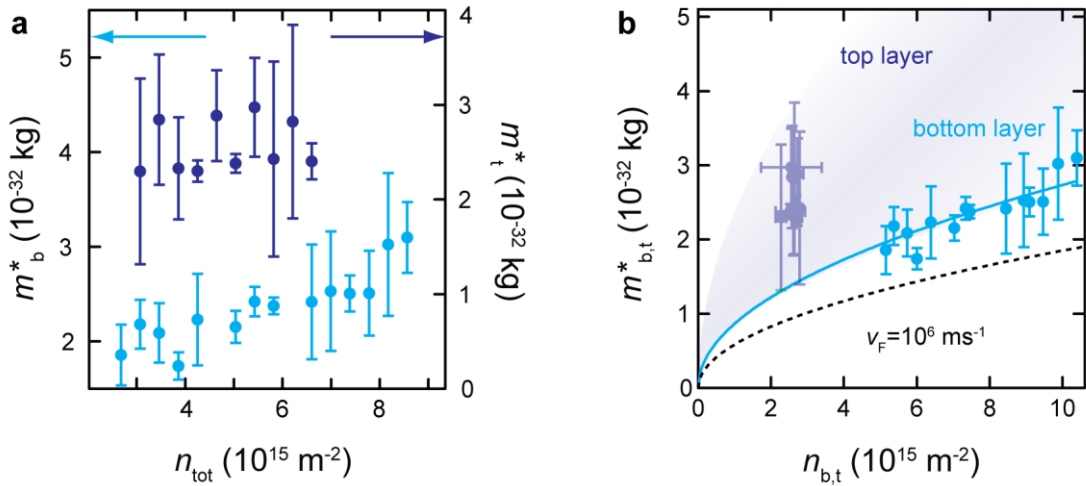 a
5
4
3
2
m*b (10-32 kg)
4
3
2
1
0
m*t (10-32 kg)
4
6
8
ntot (1015 m-2)
b
5
4
3
2
1
0
m*b,t (10-32 kg)
top layer
bottom layer
vF=106 ms-1
0
2
4
6
8
10
nb,t (1015 m-2)